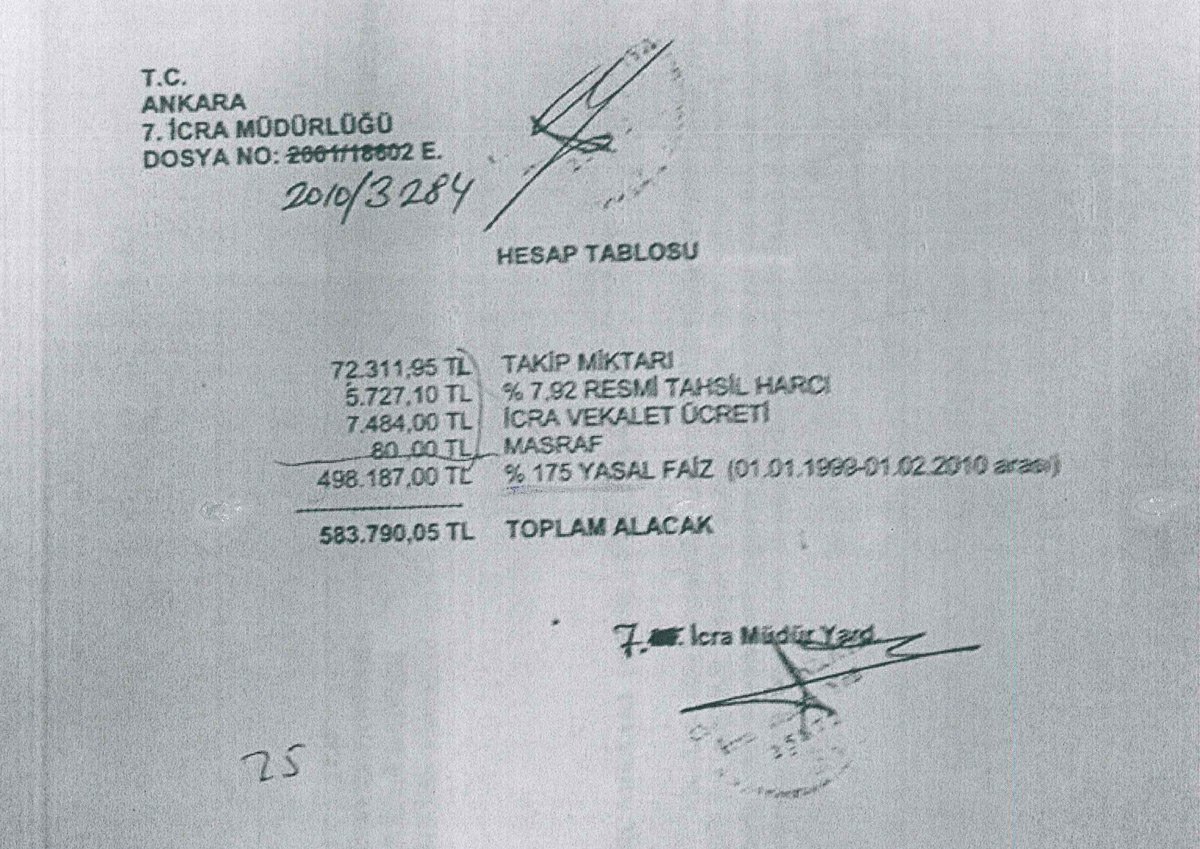 T.C.
ANKARA
7. İCRA MÜDÜRLÜĞÜ
DOSYA NO: 2001/18602 E.
2010/3284
HESAP TABLOSU
72.311,95 TL TAKİP MİKTARI
5.727,10 TL % 7,92 RESMİ TAHSİL HARCI
7.484,00 TL İCRA VEKALET ÜCRETİ
80,00 TL MASRAF
498.187,00 TL % 175 YASAL FAİZ (01.01.1999-01.02.2010 arası)
583.790,05 TL TOPLAM ALACAK
7. İcra Müdür Yard.
25